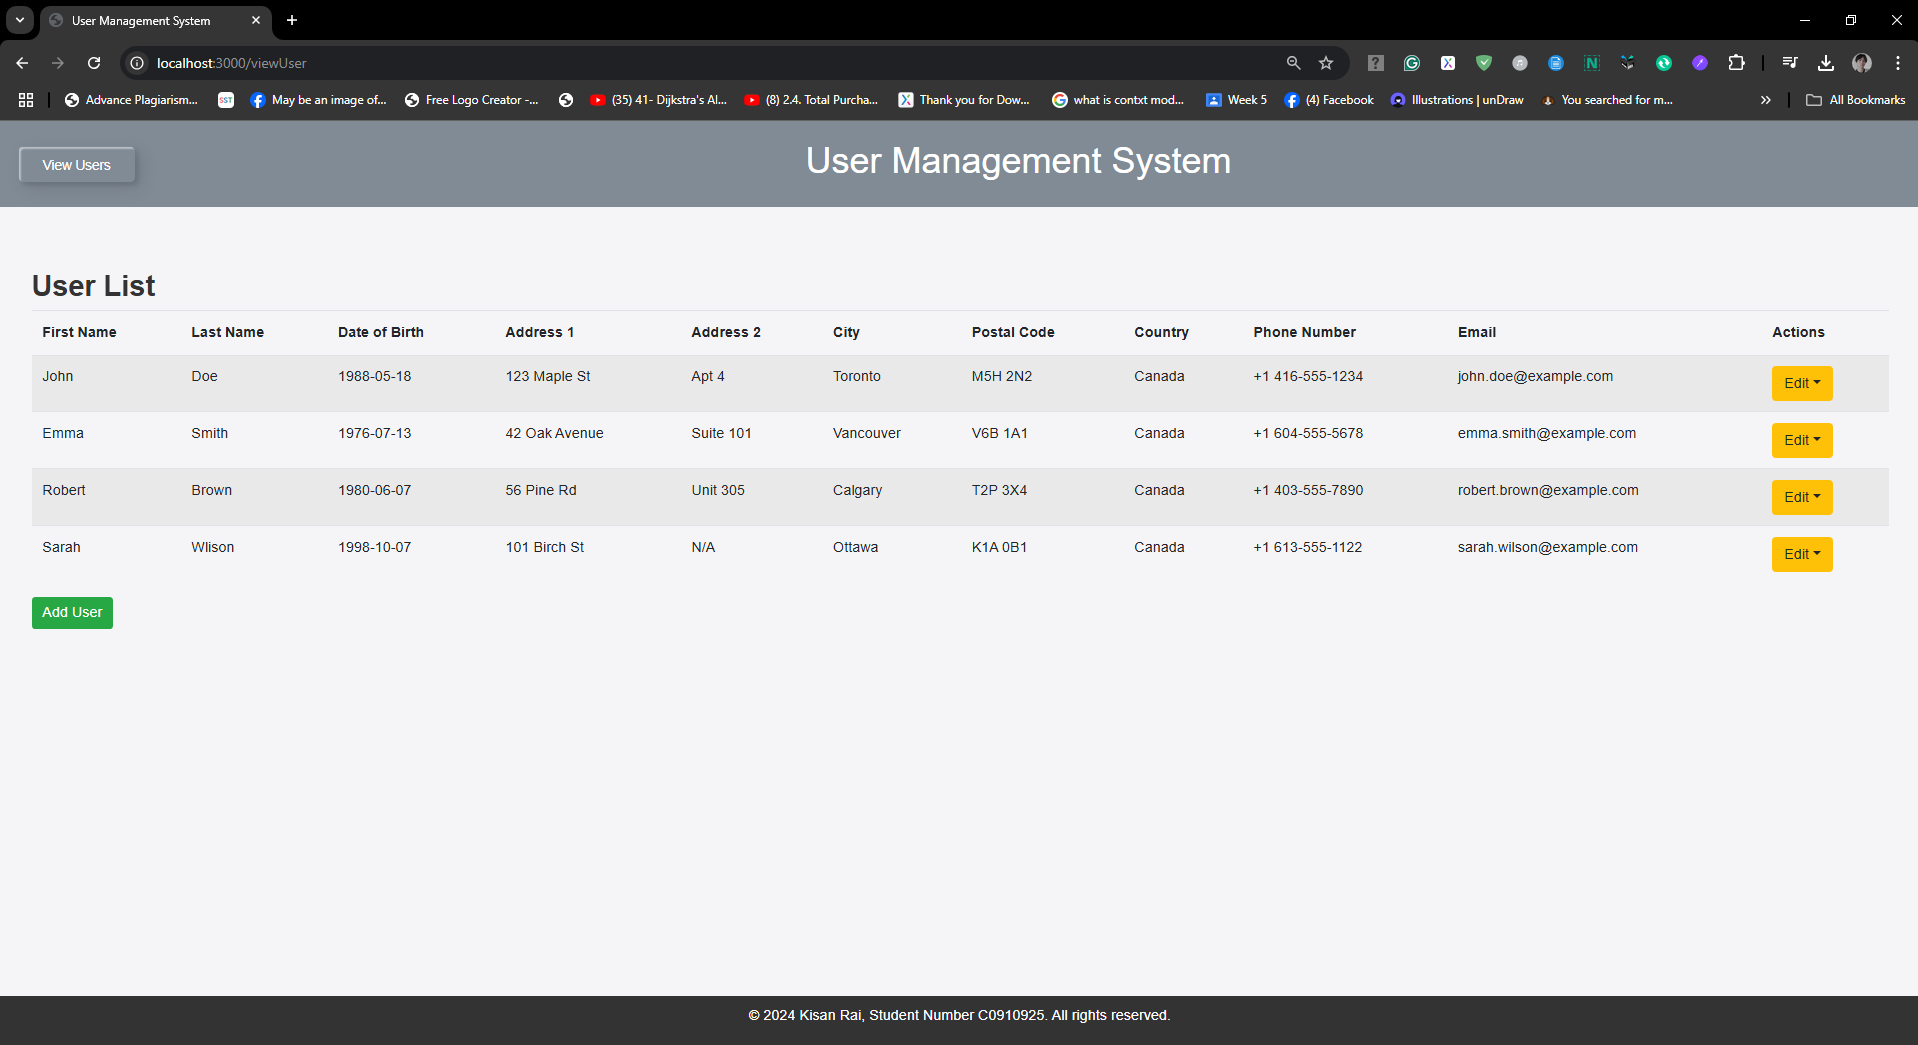 User Management System
localhost:3000/viewUser
Advance Plagiarism... SST May be an image of... Free Logo Creator -... (35) 41- Dijkstra's Al... (8) 2.4. Total Purcha... Thank you for Dow... what is contxt mod... Week 5 (4) Facebook Illustrations | unDraw You searched for m... All Bookmarks
View Users User Management System
User List
First Name Last Name Date of Birth Address 1 Address 2 City Postal Code Country Phone Number Email Actions
John Doe 1988-05-18 123 Maple St Apt 4 Toronto M5H 2N2 Canada +1 416-555-1234 john.doe@example.com Edit
Emma Smith 1976-07-13 42 Oak Avenue Suite 101 Vancouver V6B 1A1 Canada +1 604-555-5678 emma.smith@example.com Edit
Robert Brown 1980-06-07 56 Pine Rd Unit 305 Calgary T2P 3X4 Canada +1 403-555-7890 robert.brown@example.com Edit
Sarah Wlison 1998-10-07 101 Birch St N/A Ottawa K1A 0B1 Canada +1 613-555-1122 sarah.wilson@example.com Edit
Add User
© 2024 Kisan Rai, Student Number C0910925. All rights reserved.